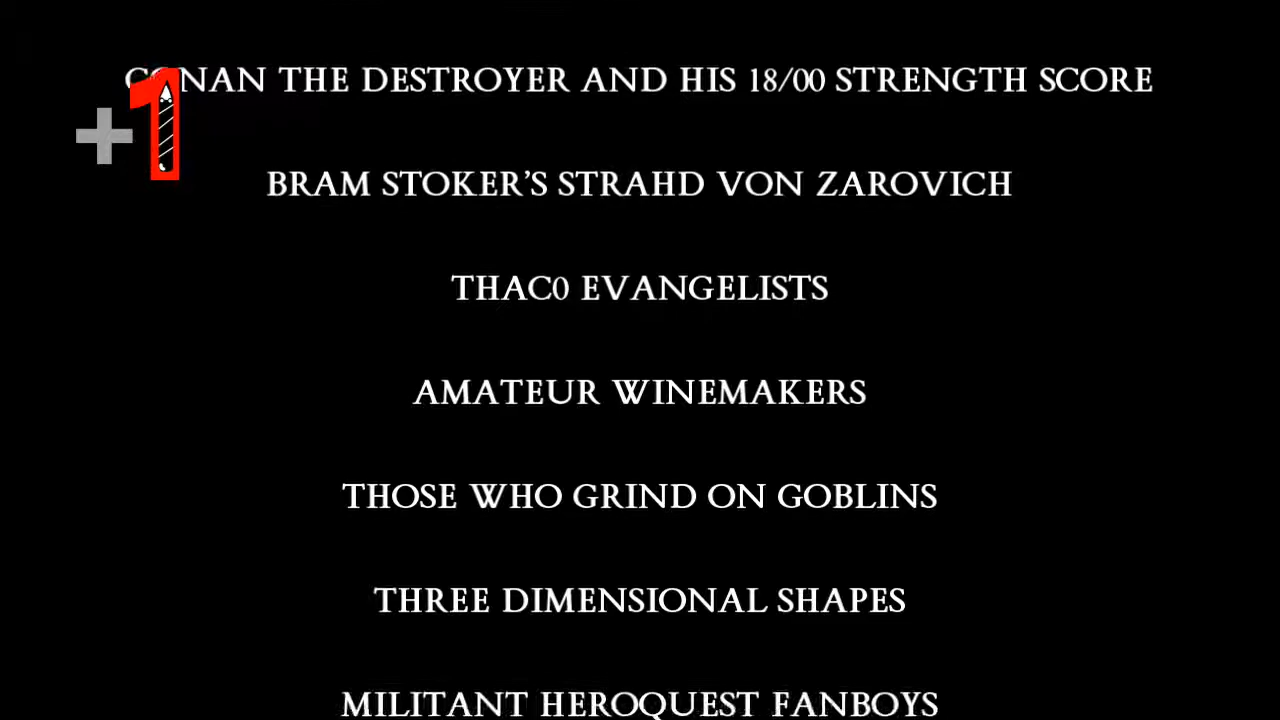 CONAN THE DESTROYER AND HIS 18/00 STRENGTH SCORE
+1
BRAM STOKER'S STRAHD VON ZAROVICH
THAC0 EVANGELISTS
AMATEUR WINEMAKERS
THOSE WHO GRIND ON GOBLINS
THREE DIMENSIONAL SHAPES
MILITANT HEROQUEST FANBOYS